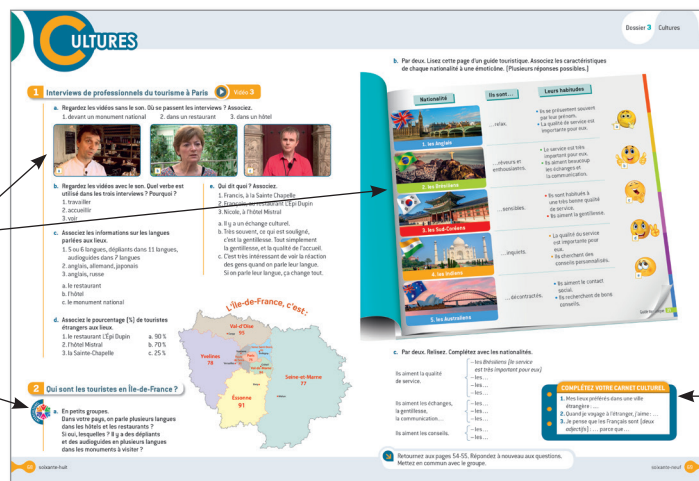 CULTURES
Dossier 3 Cultures
1 Interviews de professionnels du tourisme à Paris Vidéo 3
a. Regardez les vidéos sans le son. Où se passent les interviews ? Associez.
1. devant un monument national 2. dans un restaurant 3. dans un hôtel
b. Regardez les vidéos avec le son. Quel verbe est
utilisé dans les trois interviews ? Pourquoi ?
1. travailler
2. accueillir
3. voir
c. Associez les informations sur les langues
parlées aux lieux.
1. 5 ou 6 langues, dépliants dans 11 langues,
audioguides dans 7 langues
2. anglais, allemand, japonais
3. anglais, russe
a. le restaurant
b. l'hôtel
c. le monument national
d. Associez le pourcentage (%) de touristes
étrangers aux lieux.
1. le restaurant L'Épi Dupin a. 90 %
2. l'hôtel Mistral b. 70 %
3. la Sainte-Chapelle c. 25 %
e. Qui dit quoi ? Associez.
1. Francis, à la Sainte Chapelle
2. François, au restaurant L'Épi Dupin
3. Nicole, à l'hôtel Mistral
a. Il y a un échange culturel.
b. Très souvent, ce qui est souligné,
c'est la gentillesse. Tout simplement
la gentillesse, et la qualité de l'accueil.
c. C'est très intéressant de voir la réaction
des gens quand on parle leur langue.
Si on parle leur langue, ça change tout.
L'Île-de-France, c'est :
Val-d'Oise
95
Yvelines
78
Seine-et-Marne
77
Essonne
91
2 Qui sont les touristes en Île-de-France ?
a. En petits groupes.
Dans votre pays, on parle plusieurs langues
dans les hôtels et les restaurants ?
Si oui, lesquelles ? Il y a des dépliants
et des audioguides en plusieurs langues
dans les monuments à visiter ?
soixante-huit
b. Par deux. Lisez cette page d'un guide touristique. Associez les caractéristiques
de chaque nationalité à une émoticône. (Plusieurs réponses possibles.)
Nationalité
Ils sont...
Leurs habitudes
1. les Anglais
...relax.
• Ils se présentent souvent
par leur prénom.
• La qualité de service est
importante pour eux.
2. les Brésiliens
...rêveurs et
enthousiastes.
• Le service est très
important pour eux.
• Ils aiment beaucoup
les échanges et
la communication.
3. les Sud-Coréens
...sensibles.
• Ils sont habitués à
une très bonne qualité
de service.
• Ils aiment la gentillesse.
4. les Indiens
...inquiets.
• La qualité du service
est importante pour
eux.
• Ils cherchent des
conseils personnalisés.
5. les Australiens
...décontractés.
• Ils aiment le contact
social.
• Ils recherchent de bons
conseils.
c. Par deux. Relisez. Complétez avec les nationalités.
Ils aiment la qualité
de service.
– les Brésiliens (le service
est très important pour eux)
– les...
– les...
– les...
Ils aiment les échanges,
la gentillesse,
la communication...
– les...
– les...
– les...
Ils aiment les conseils.
– les...
– les...
COMPLÉTEZ VOTRE CARNET CULTUREL
1. Mes lieux préférés dans une ville
étrangère : ...
2. Quand je voyage à l'étranger, j'aime : ...
3. Je pense que les Français sont (deux
adjectifs) : ... parce que...
Retournez aux pages 54-55. Répondez à nouveau aux questions.
Mettez en commun avec le groupe.
soixante-neuf